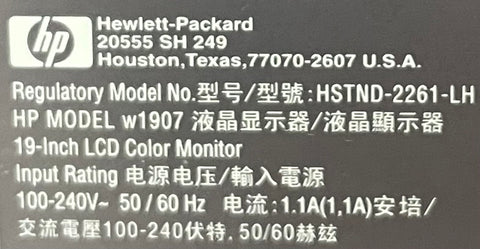 hp
Hewlett-Packard
20555 SH 249
Houston,Texas,77070-2607 U.S.A.
Regulatory Model No.型号/型號:HSTND-2261-LH
HP MODEL w1907 液晶显示器/液晶顯示器
19-Inch LCD Color Monitor
Input Rating 电源电压/輸入電源
100-240V~ 50/60 Hz 电流:1.1A(1,1A)安培/
交流電壓100-240伏特﹐50/60赫兹